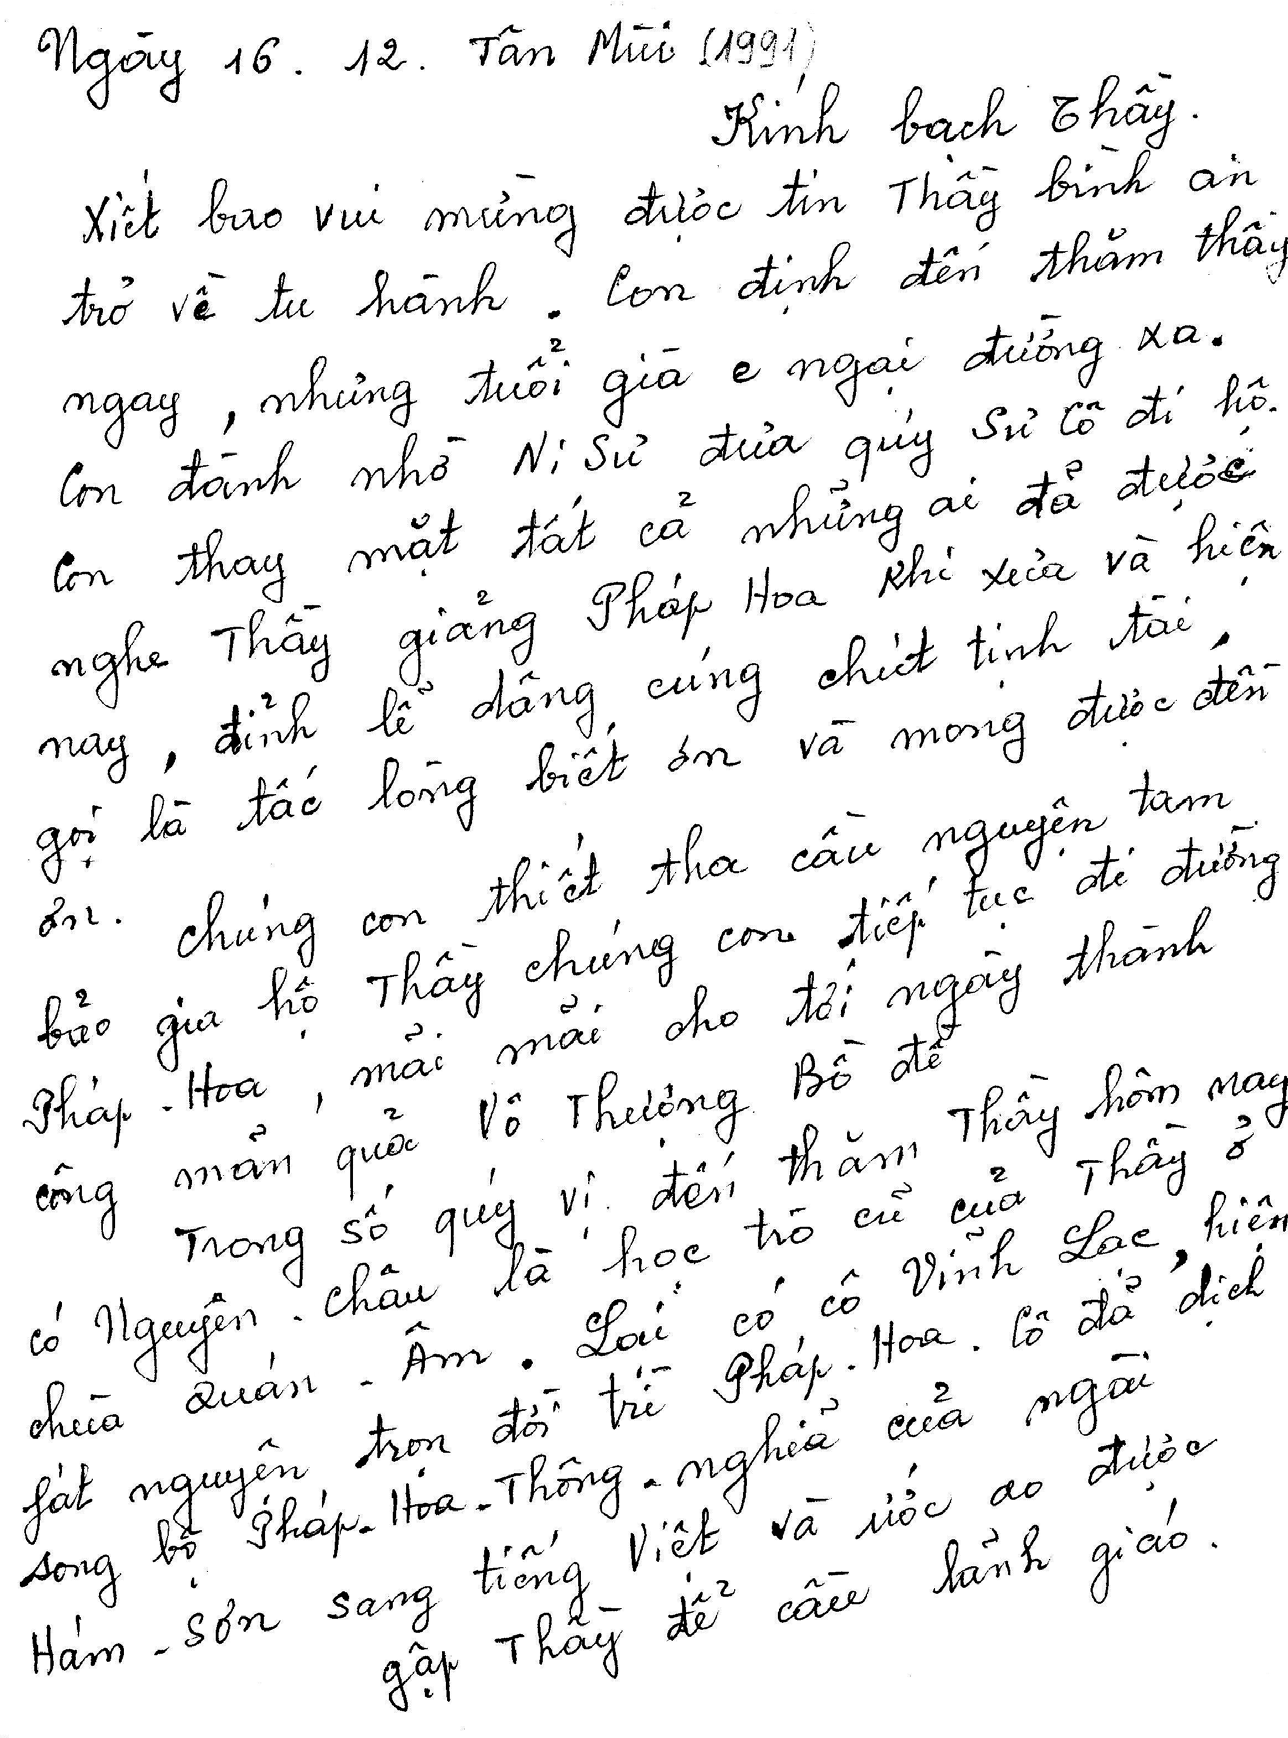 Ngày 16. 12. Tân Mùi (1991)
Kính bạch Thầy.
Xiết bao vui mừng được tin Thầy bình an
trở về tu hành. Con định đến thăm thầy
ngay, nhưng tuổi già e ngại đường xa.
Con đành nhờ Ni Sư đưa quý Sư Cô đi hộ.
Con thay mặt tất cả những ai đã được
nghe Thầy giảng Pháp Hoa khi xưa và hiện
nay, đỉnh lễ dâng cúng chút tịnh tài,
gọi là tấc lòng biết ơn và mong được đền
ơn. Chúng con thiết tha cầu nguyện tam
bảo gia hộ Thầy chúng con tiếp tục đi đường
Pháp-Hoa, mãi mãi cho tới ngày thành
công mãn quả Vô Thượng Bồ đề
Trong số quý vị đến thăm Thầy hôm nay
có Nguyên-Châu là học trò cũ của Thầy ở
chùa Quán-Âm. Lại có cô Vĩnh Lạc, hiện
fát nguyện trọn đời trì Pháp-Hoa. Cô đã dịch
song bộ Pháp-Hoa-Thông-nghĩa của ngài
Hám-Sơn sang tiếng Việt và ước ao được
gặp Thầy để cầu lãnh giáo.